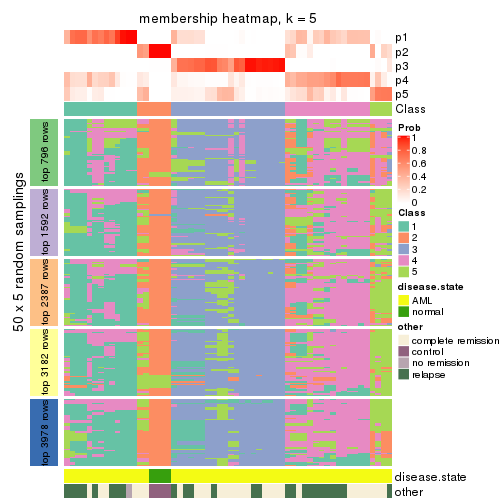 membership heatmap, k = 5
p1
p2
p3
p4
p5
Class
Prob
1
0.8
0.6
0.4
0.2
0
Class
1
2
3
4
5
disease.state
AML
normal
other
complete remission
control
no remission
relapse
50 x 5 random samplings
top 796 rows
top 1592 rows
top 2387 rows
top 3182 rows
top 3978 rows
disease.state
other